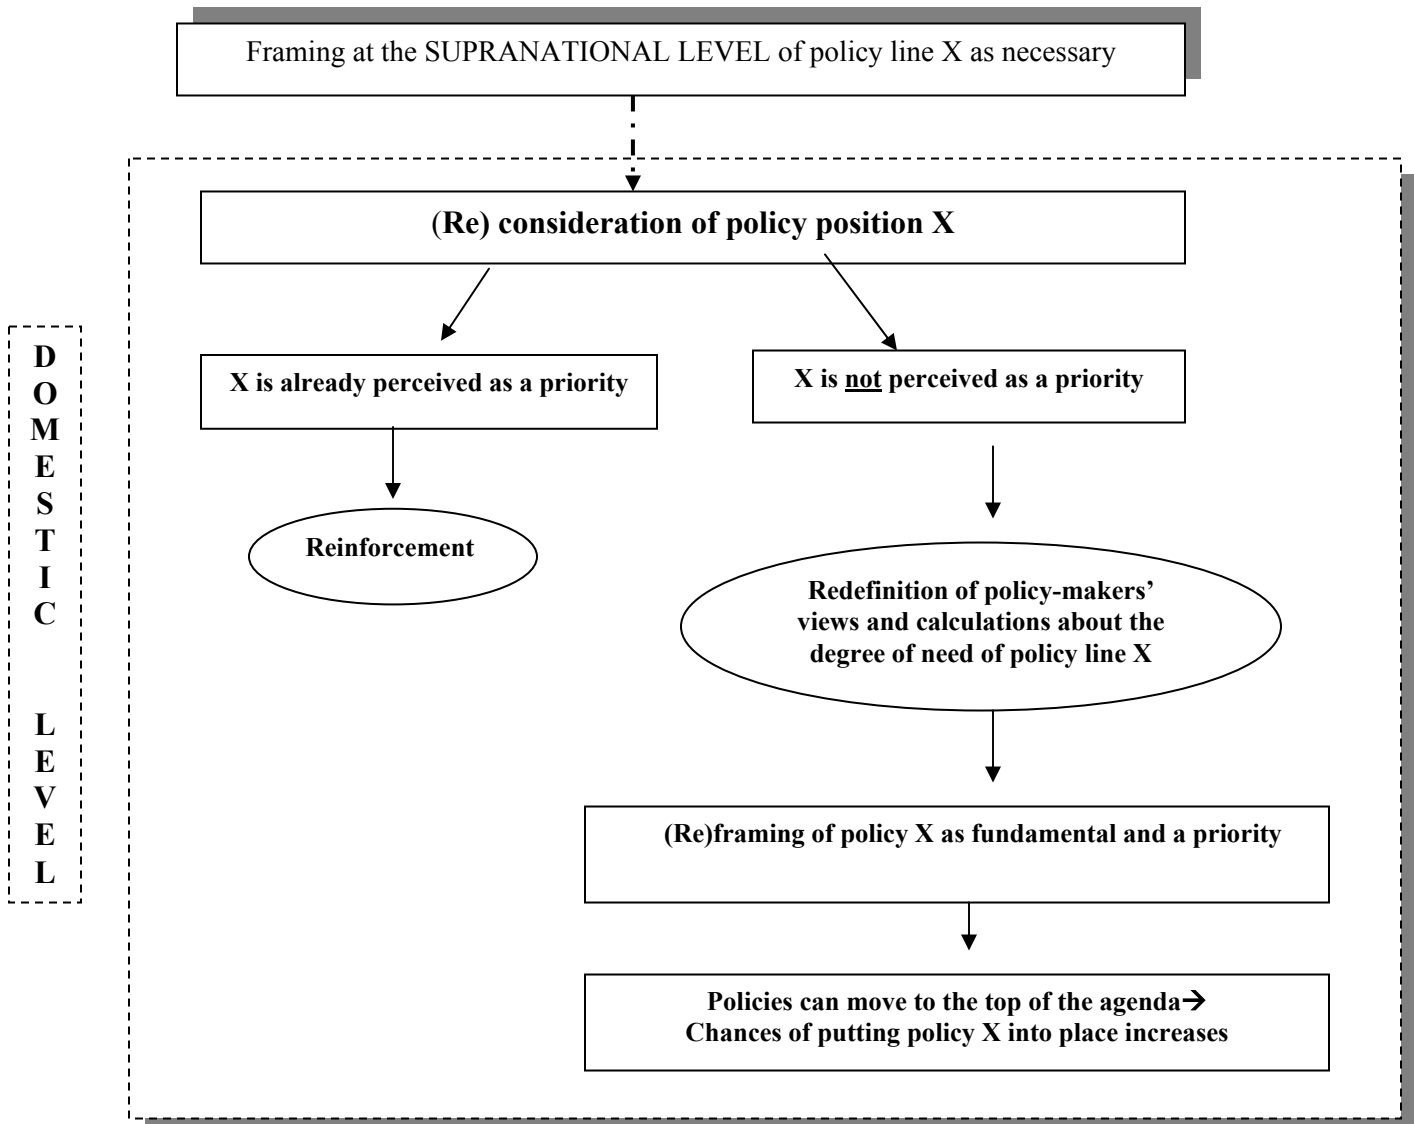 Framing at the SUPRANATIONAL LEVEL of policy line X as necessary
(Re) consideration of policy position X
X is already perceived as a priority
X is not perceived as a priority
Reinforcement
Redefinition of policy-makers’
views and calculations about the
degree of need of policy line X
(Re)framing of policy X as fundamental and a priority
Policies can move to the top of the agenda→
Chances of putting policy X into place increases
D
O
M
E
S
T
I
C
L
E
V
E
L